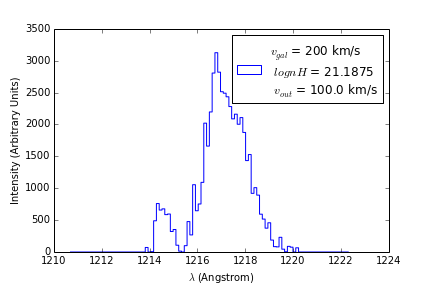 3500
3000
2500
2000
1500
1000
500
0
Intensity (Arbitrary Units)
v_gal = 200 km/s
lognH = 21.1875
v_out = 100.0 km/s
1210 1212 1214 1216 1218 1220 1222 1224
λ (Angstrom)